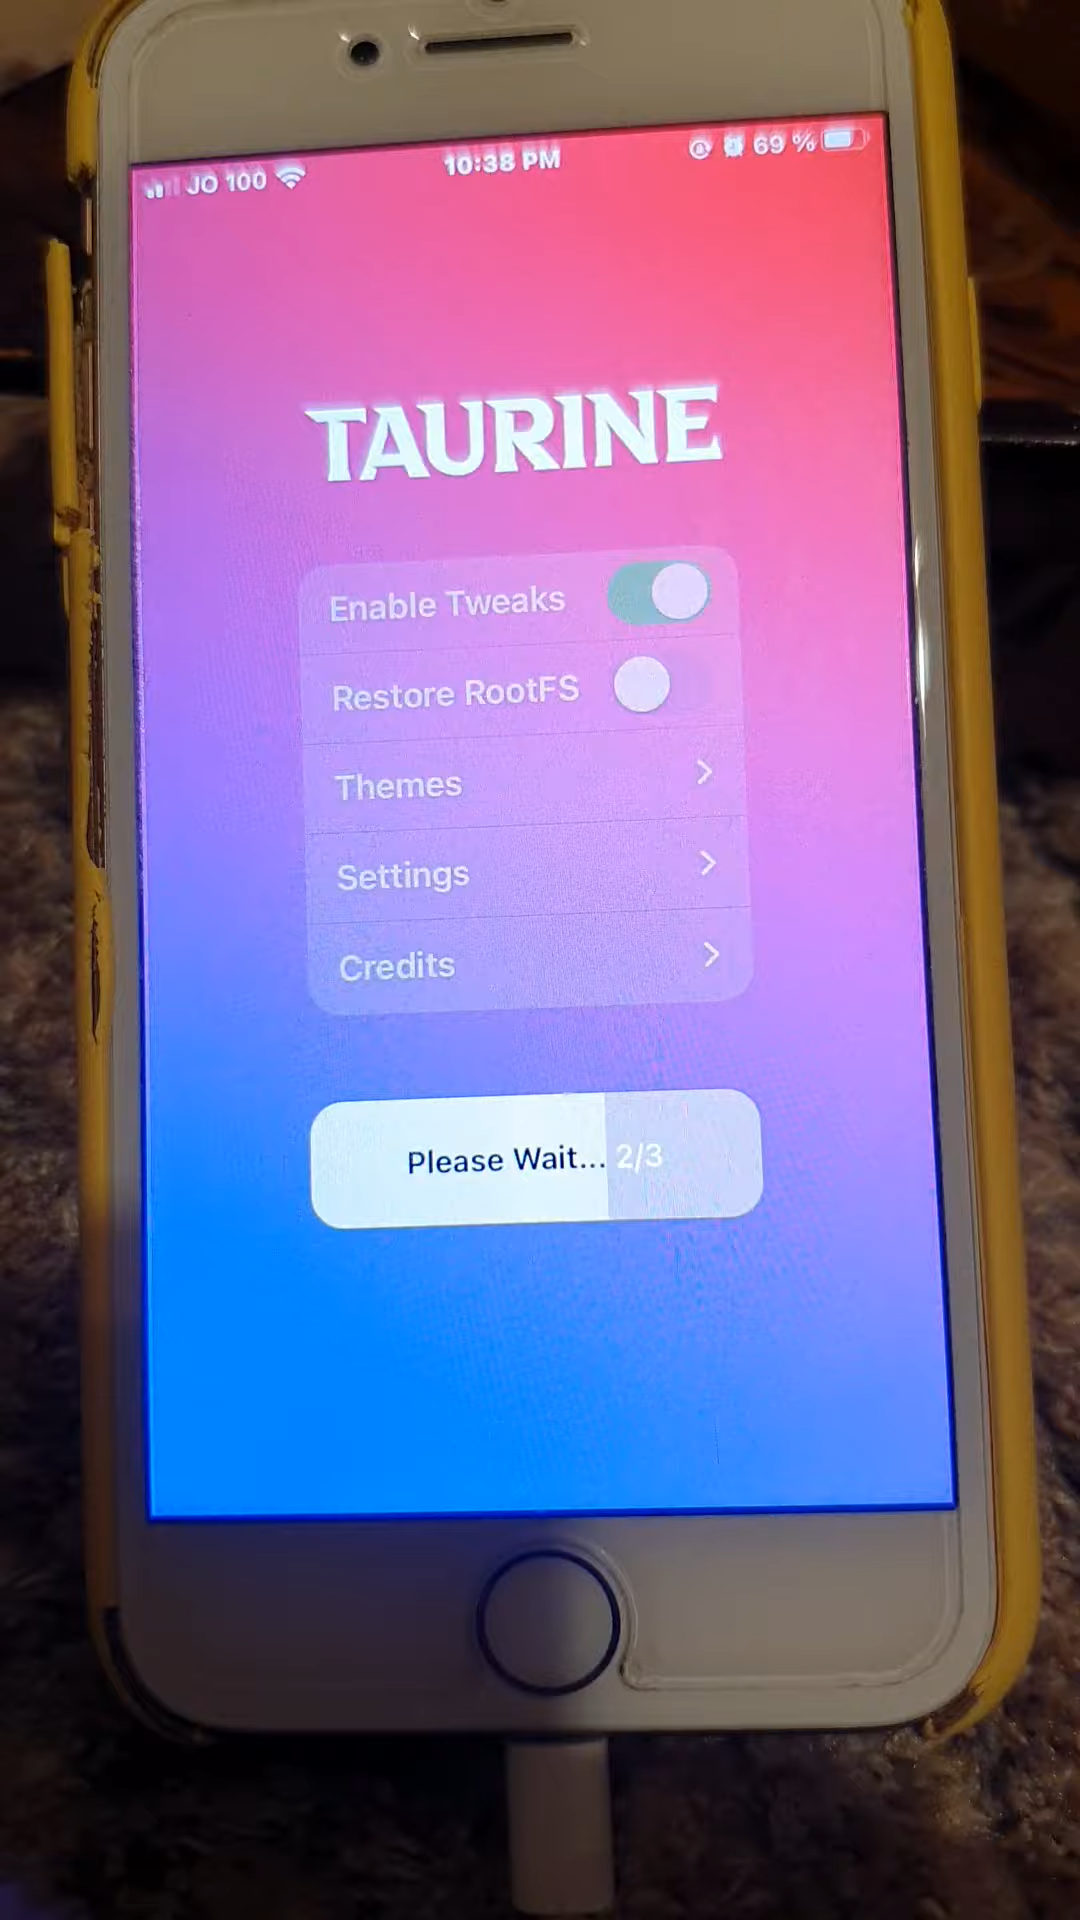 JO 100
10:38 PM
69 %
TAURINE
Enable Tweaks
Restore RootFS
Themes
Settings
Credits
Please Wait... 2/3